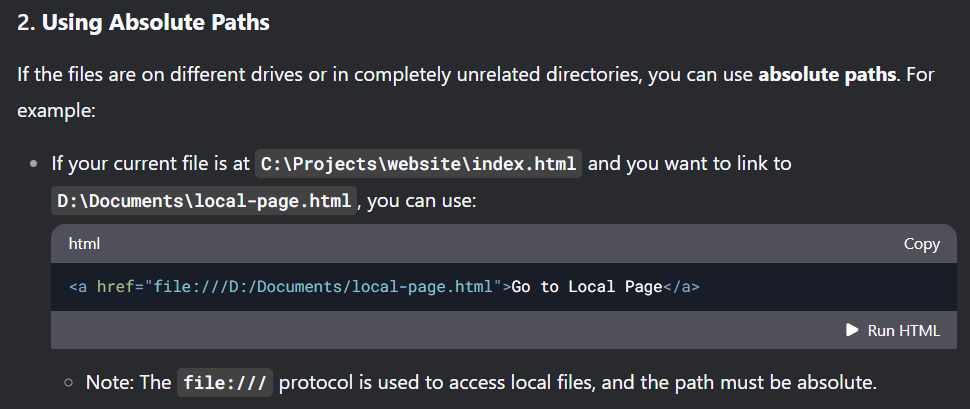 2. Using Absolute Paths
If the files are on different drives or in completely unrelated directories, you can use absolute paths. For
example:
If your current file is at C:\Projects\website\index.html and you want to link to
D:\Documents\local-page.html, you can use:
html Copy
<a href="file:///D:/Documents/local-page.html">Go to Local Page</a>
Run HTML
Note: The file:/// protocol is used to access local files, and the path must be absolute.